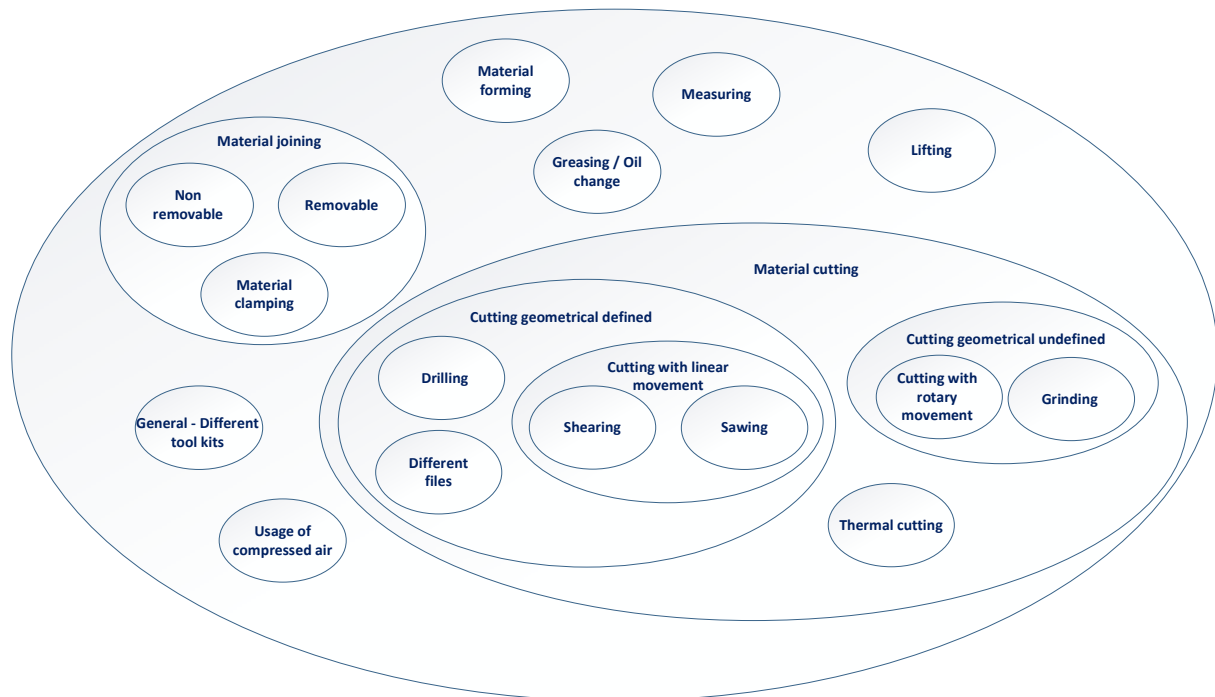 Material
forming
Measuring
Material joining
Lifting
Greasing / Oil
change
Non
removable
Removable
Material
clamping
Material cutting
Cutting geometrical defined
Cutting geometrical undefined
Drilling
Cutting with linear
movement
Cutting with
rotary
movement
Grinding
General - Different
tool kits
Shearing
Sawing
Different
files
Usage of
compressed air
Thermal cutting